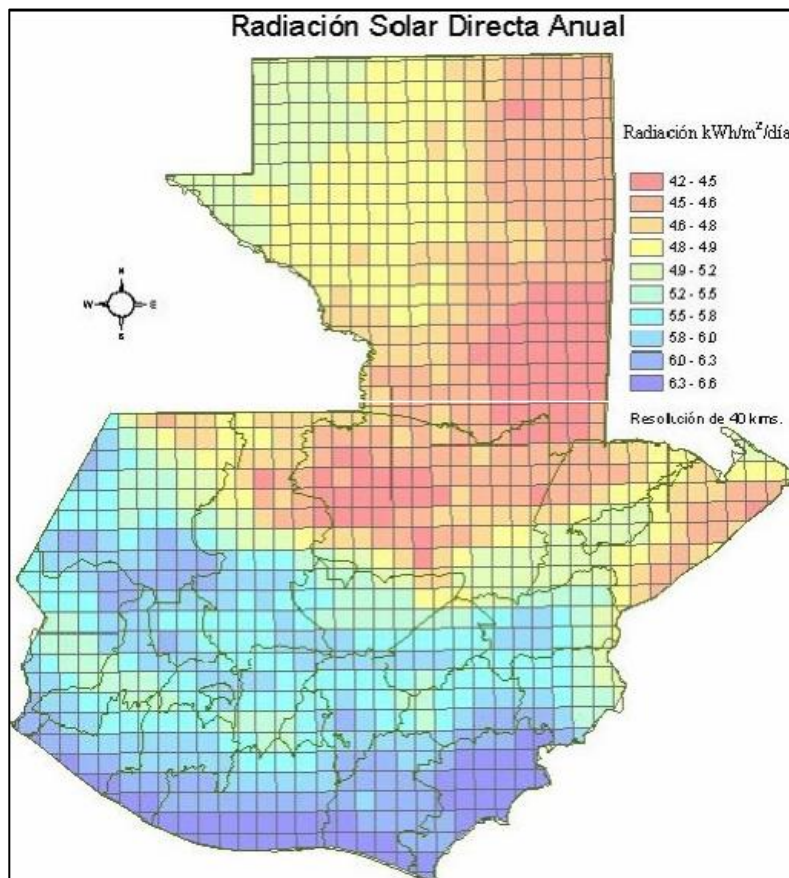 Radiación Solar Directa Anual
Radiación kWh/m²/día
4.2 - 4.5
4.5 - 4.6
4.6 - 4.8
4.8 - 4.9
4.9 - 5.2
5.2 - 5.5
5.5 - 5.8
5.8 - 6.0
6.0 - 6.3
6.3 - 6.6
N
W E
S
Resolución de 40 kms.